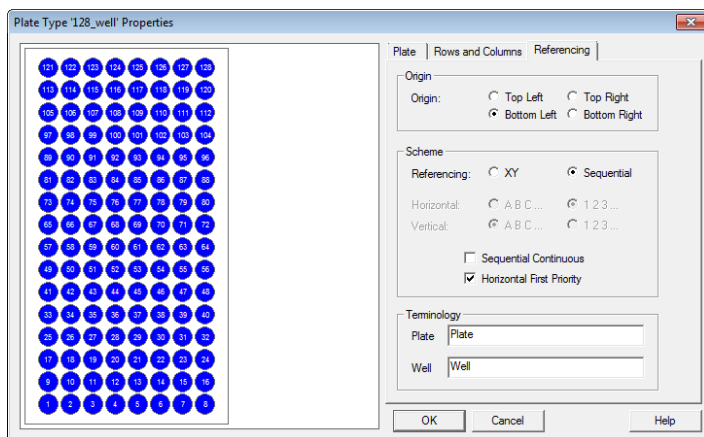 Plate Type '128_well' Properties
121 122 123 124 125 126 127 128
113 114 115 116 117 118 119 120
105 106 107 108 109 110 111 112
97 98 99 100 101 102 103 104
89 90 91 92 93 94 95 96
81 82 83 84 85 86 87 88
73 74 75 76 77 78 79 80
65 66 67 68 69 70 71 72
57 58 59 60 61 62 63 64
49 50 51 52 53 54 55 56
41 42 43 44 45 46 47 48
33 34 35 36 37 38 39 40
25 26 27 28 29 30 31 32
17 18 19 20 21 22 23 24
9 10 11 12 13 14 15 16
1 2 3 4 5 6 7 8
Plate Rows and Columns Referencing
Origin
Origin: Top Left Top Right
Bottom Left Bottom Right
Scheme
Referencing: XY Sequential
Horizontal: A B C ... 1 2 3 ...
Vertical: A B C ... 1 2 3 ...
Sequential Continuous
Horizontal First Priority
Terminology
Plate Plate
Well Well
OK Cancel Help